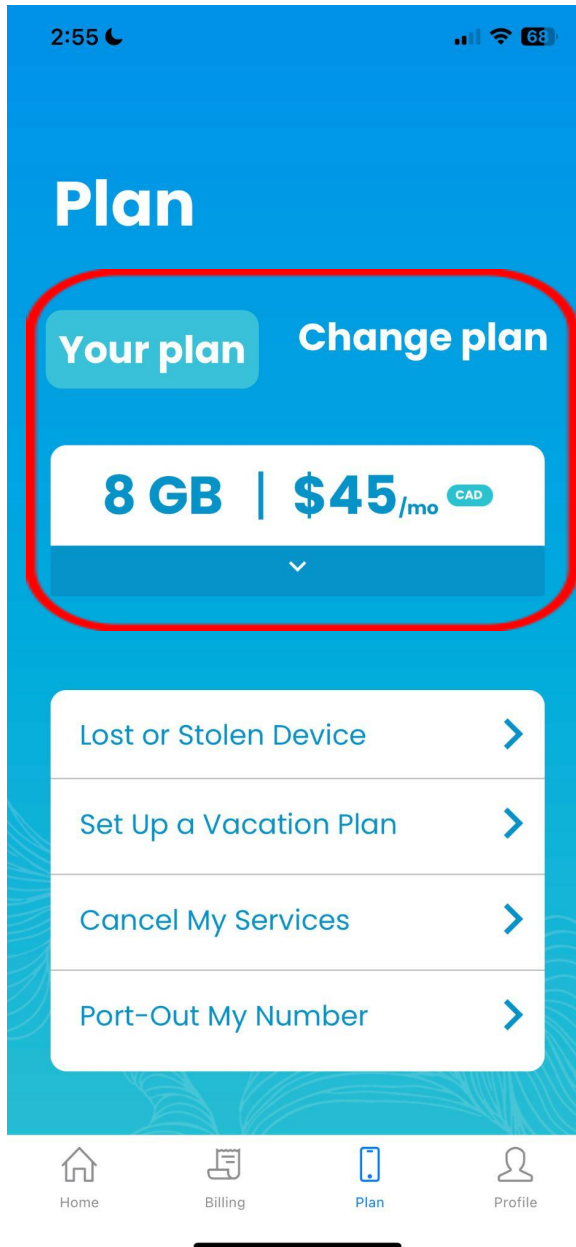 2:55
68
Plan
Your plan
Change plan
8 GB | $45/mo CAD
Lost or Stolen Device
Set Up a Vacation Plan
Cancel My Services
Port-Out My Number
Home Billing Plan Profile